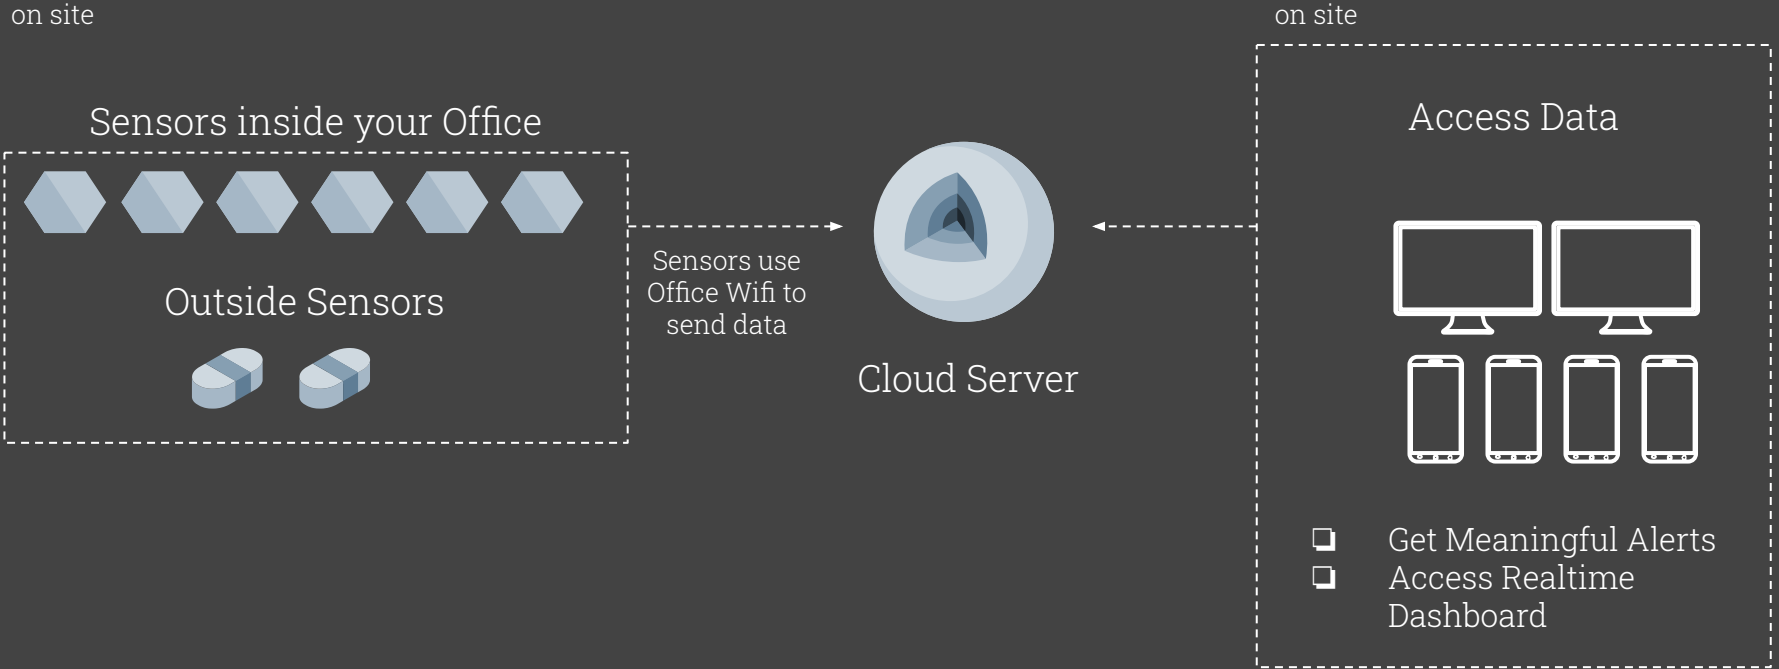 on site
Sensors inside your Office
Outside Sensors
Sensors use
Office Wifi to
send data
Cloud Server
on site
Access Data
Get Meaningful Alerts
Access Realtime
Dashboard